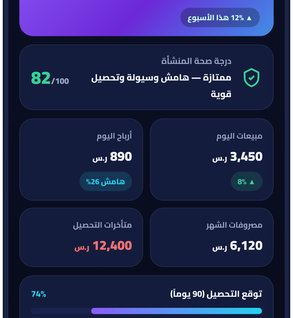 ▲ 12% هذا الأسبوع
درجة صحة المنشأة
ممتازة — هامش وسيولة وتحصيل
قوية
82/100
مبيعات اليوم
3,450 ر.س
▲ 8%
أرباح اليوم
890 ر.س
هامش 26%
مصروفات الشهر
6,120 ر.س
متأخرات التحصيل
12,400 ر.س
توقع التحصيل (90 يوماً)
74%